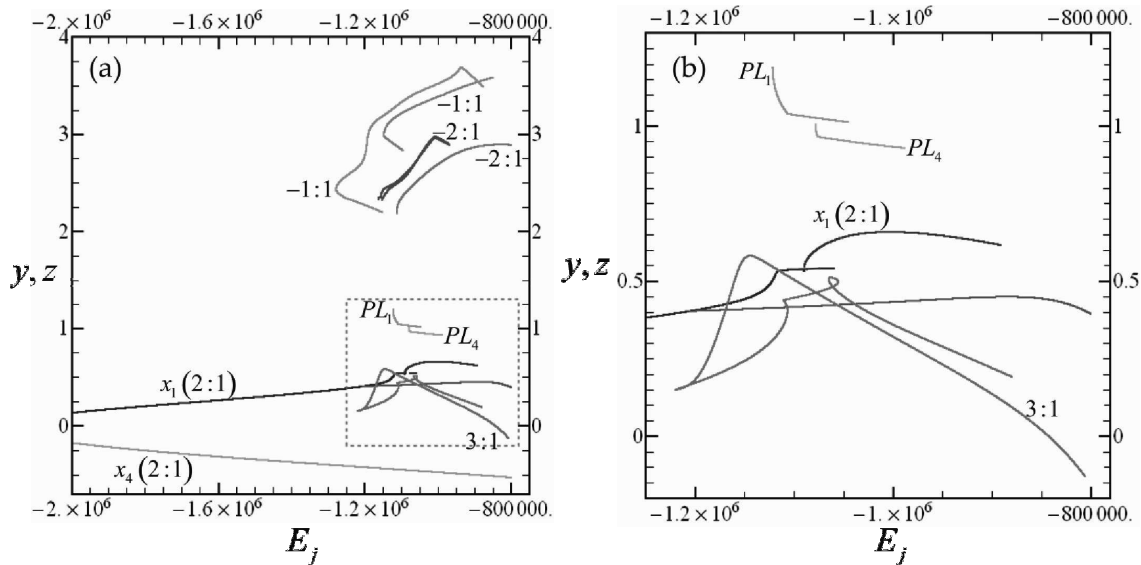 −2.×10⁶ −1.6×10⁶ −1.2×10⁶ −800000.
(a)
4 4
3 3
2 2
1 1
0 0
y, z
−1:1
−2:1
−2:1
−1:1
PL₁
PL₄
x₁(2:1)
3:1
x₄(2:1)
−2.×10⁶ −1.6×10⁶ −1.2×10⁶ −800000.
E_j
−1.2×10⁶ −1.×10⁶ −800000.
(b)
PL₁
1 1
PL₄
x₁(2:1)
y, z
0.5 0.5
3:1
0 0
−1.2×10⁶ −1.×10⁶ −800000.
E_j